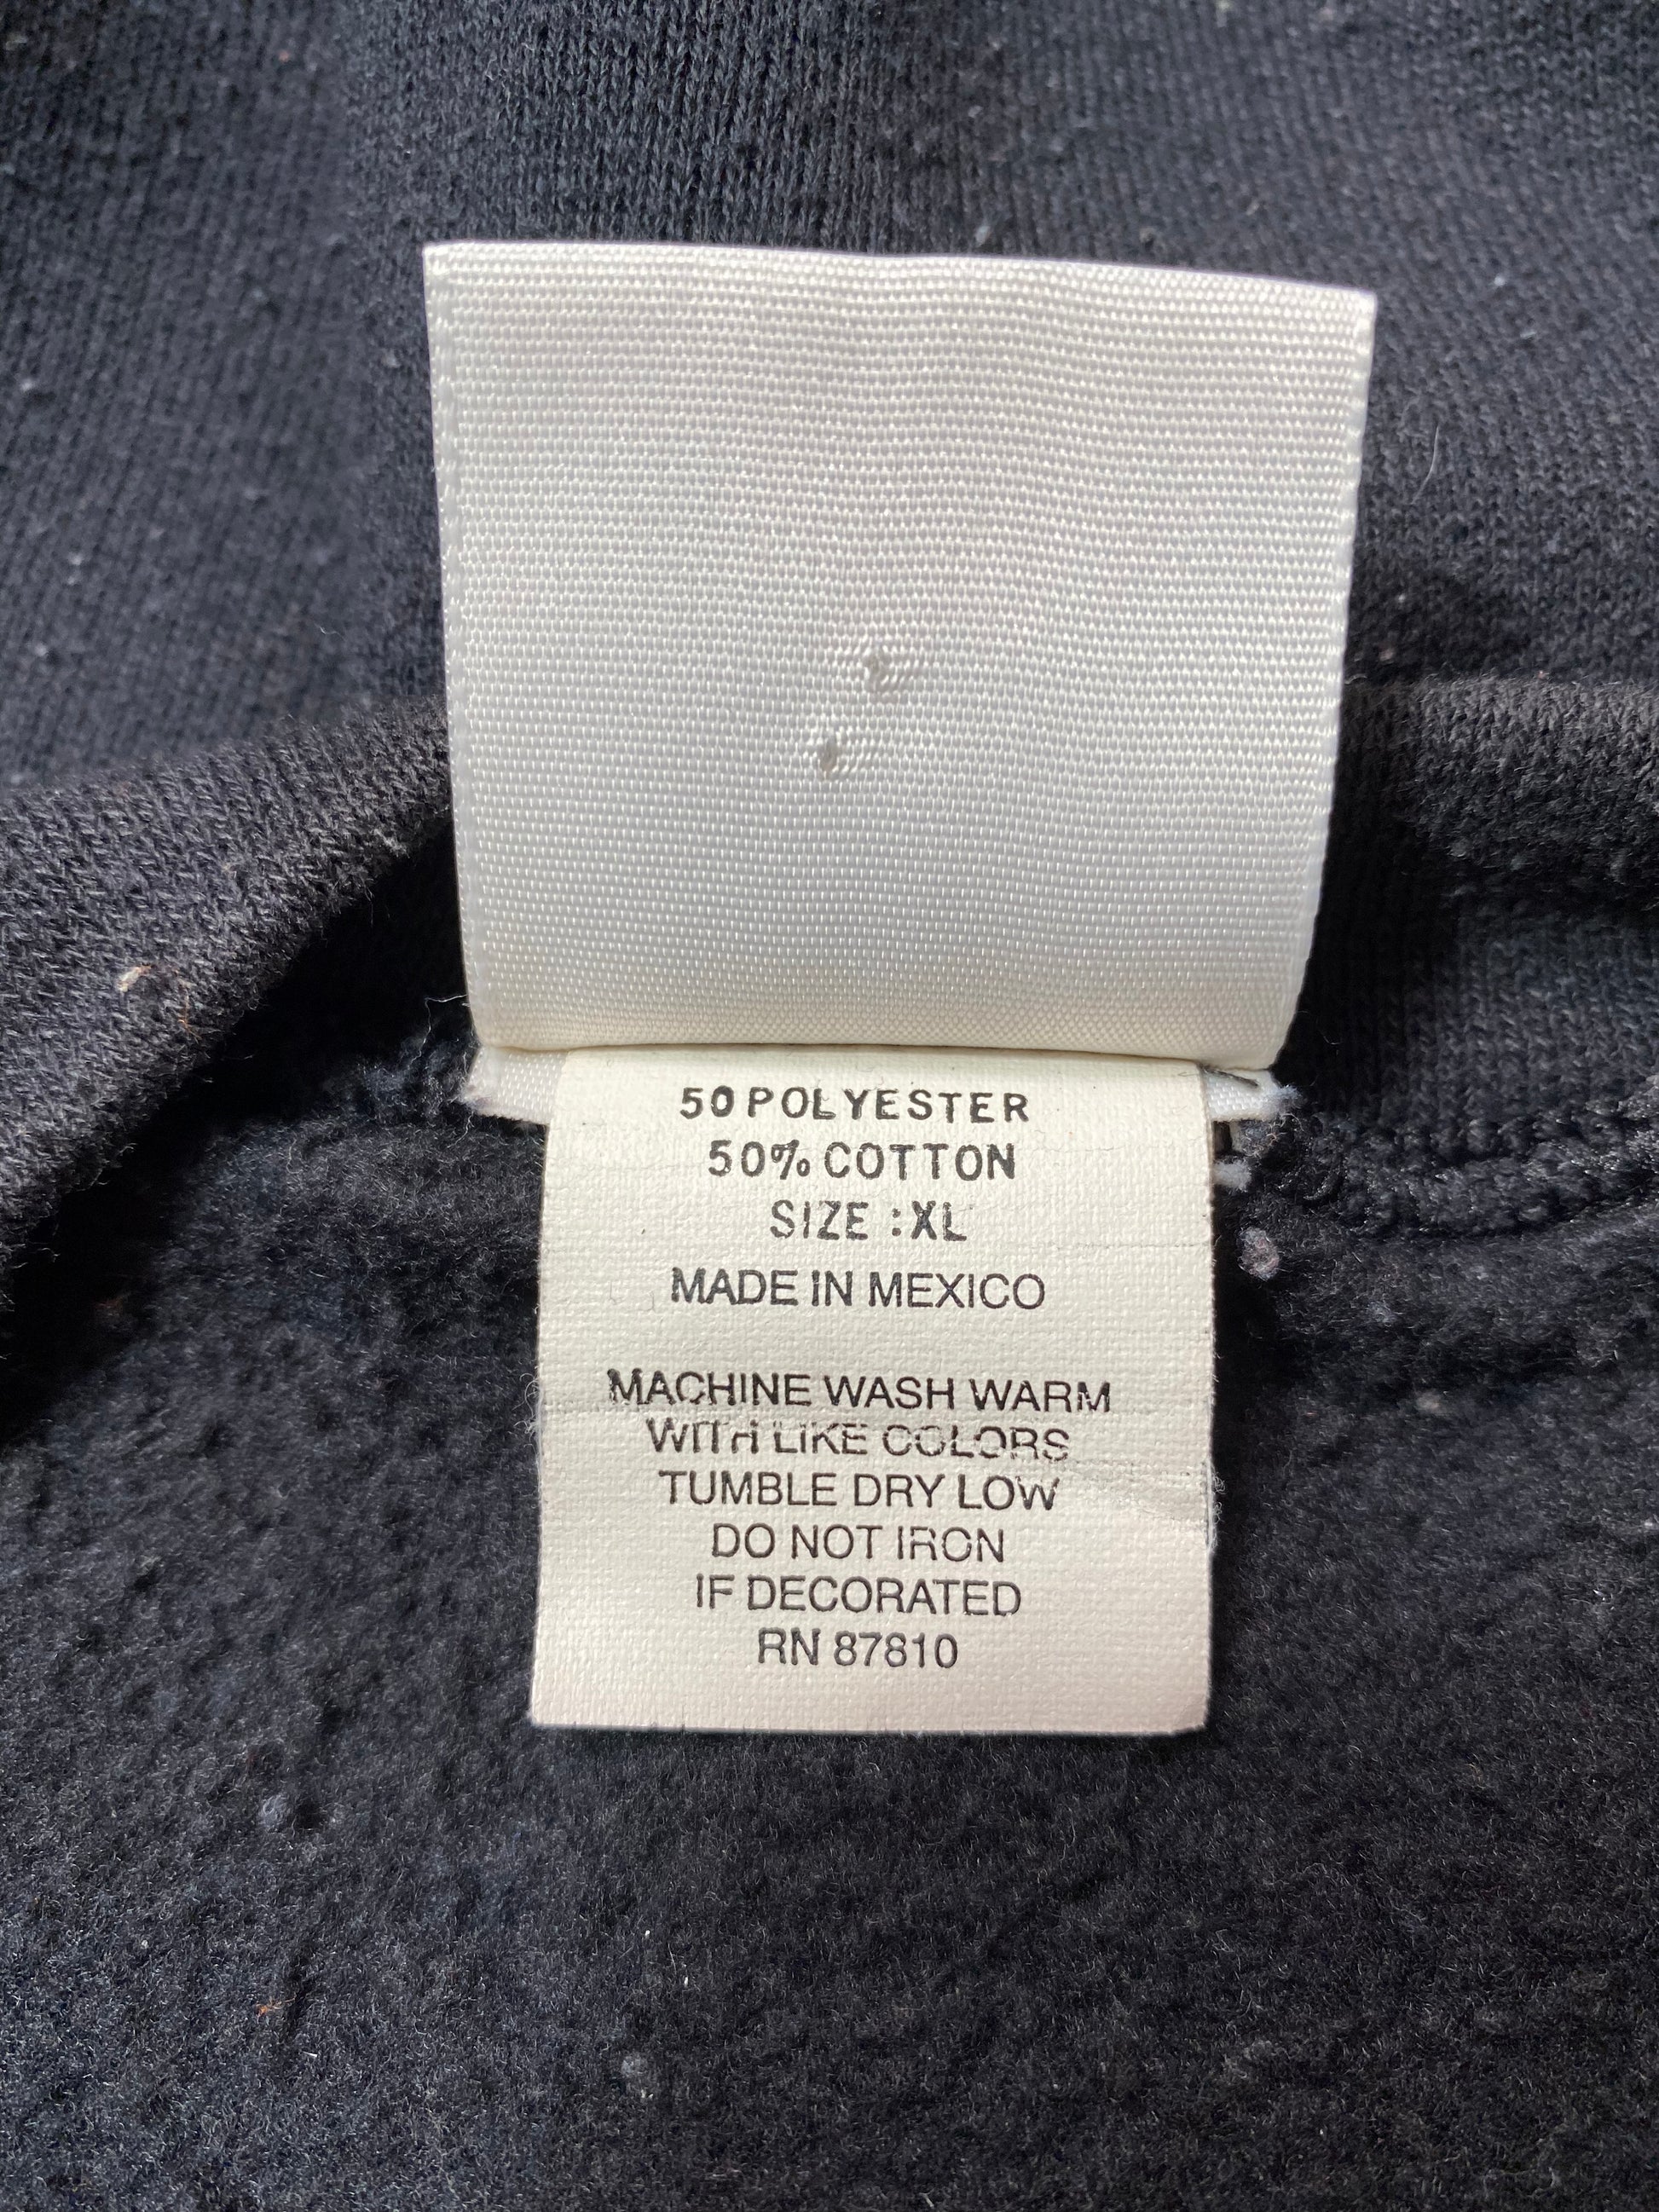 50 POLYESTER
50% COTTON
SIZE :XL
MADE IN MEXICO
MACHINE WASH WARM
WITH LIKE COLORS
TUMBLE DRY LOW
DO NOT IRON
IF DECORATED
RN 87810